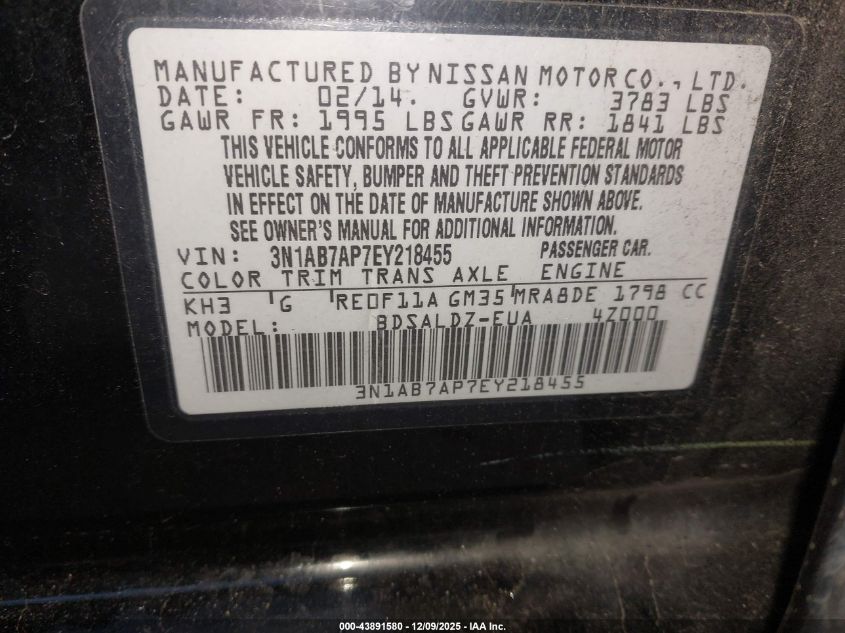 MANUFACTURED BY NISSAN MOTOR CO., LTD.
DATE: 02/14. GVWR: 3783 LBS
GAWR FR: 1995 LBS GAWR RR: 1841 LBS
THIS VEHICLE CONFORMS TO ALL APPLICABLE FEDERAL MOTOR
VEHICLE SAFETY, BUMPER AND THEFT PREVENTION STANDARDS
IN EFFECT ON THE DATE OF MANUFACTURE SHOWN ABOVE.
SEE OWNER'S MANUAL FOR ADDITIONAL INFORMATION.
VIN: 3N1AB7AP7EY218455 PASSENGER CAR.
COLOR TRIM TRANS AXLE ENGINE
KH3 G RE0F11A GM35 MRA8DE 1798 CC
MODEL: BDSALDZ-EUA 4Z000
3N1AB7AP7EY218455
000-43891580 - 12/09/2025 - IAA Inc.